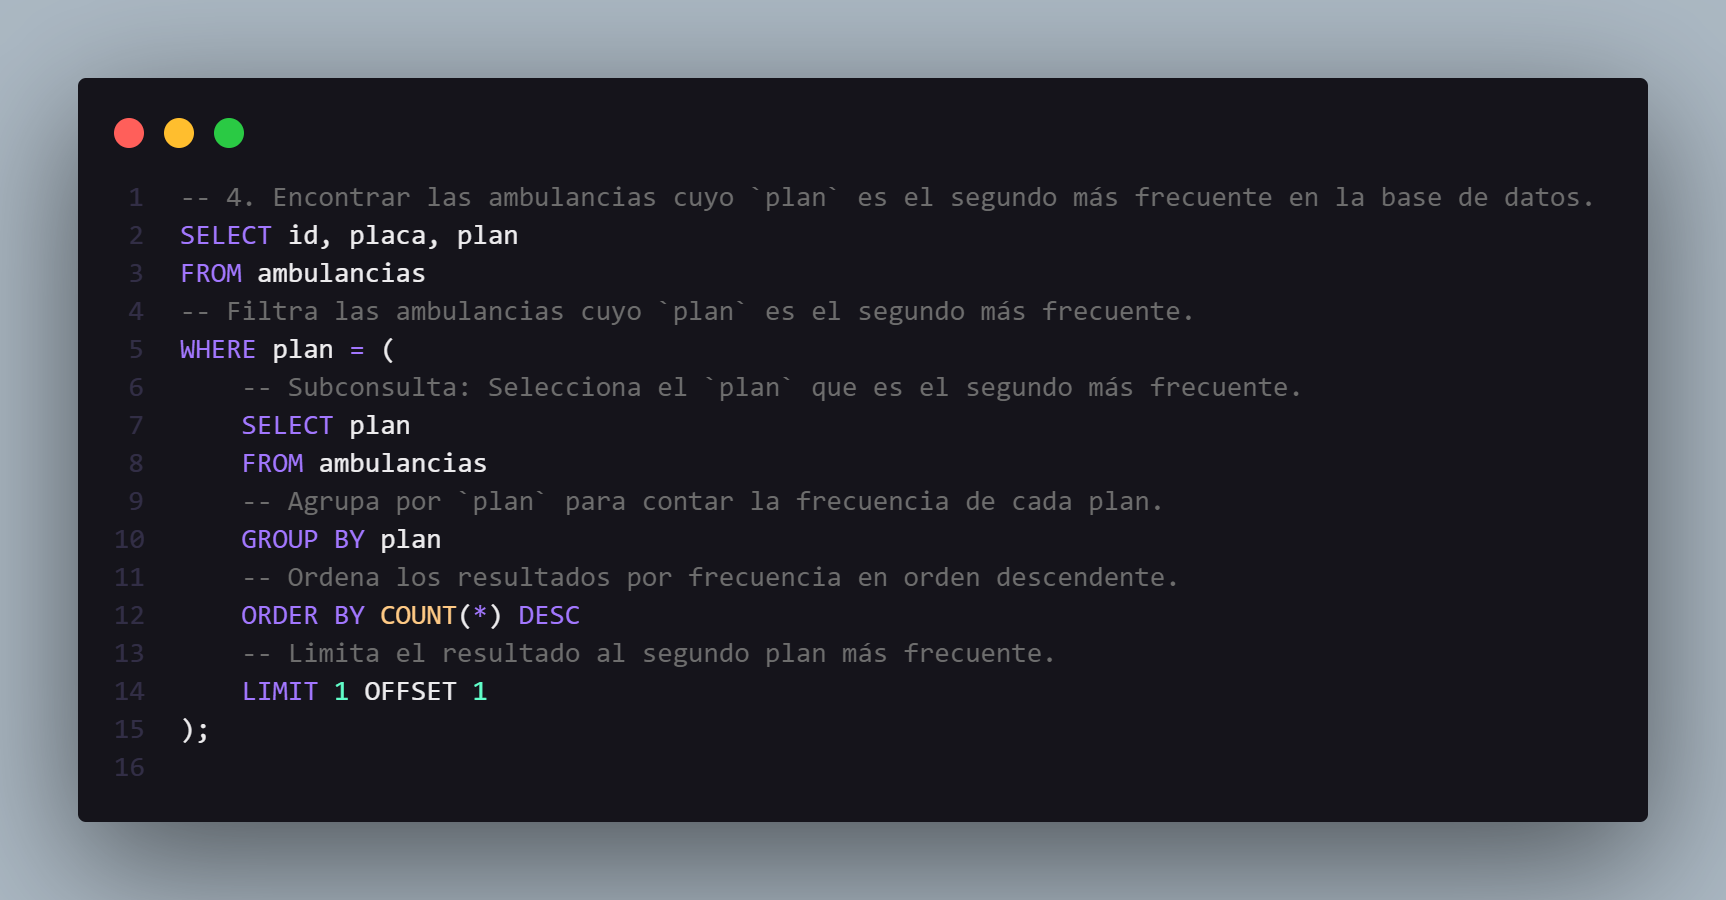 1 -- 4. Encontrar las ambulancias cuyo `plan` es el segundo más frecuente en la base de datos.
2 SELECT id, placa, plan
3 FROM ambulancias
4 -- Filtra las ambulancias cuyo `plan` es el segundo más frecuente.
5 WHERE plan = (
6     -- Subconsulta: Selecciona el `plan` que es el segundo más frecuente.
7     SELECT plan
8     FROM ambulancias
9     -- Agrupa por `plan` para contar la frecuencia de cada plan.
10     GROUP BY plan
11     -- Ordena los resultados por frecuencia en orden descendente.
12     ORDER BY COUNT(*) DESC
13     -- Limita el resultado al segundo plan más frecuente.
14     LIMIT 1 OFFSET 1
15 );
16